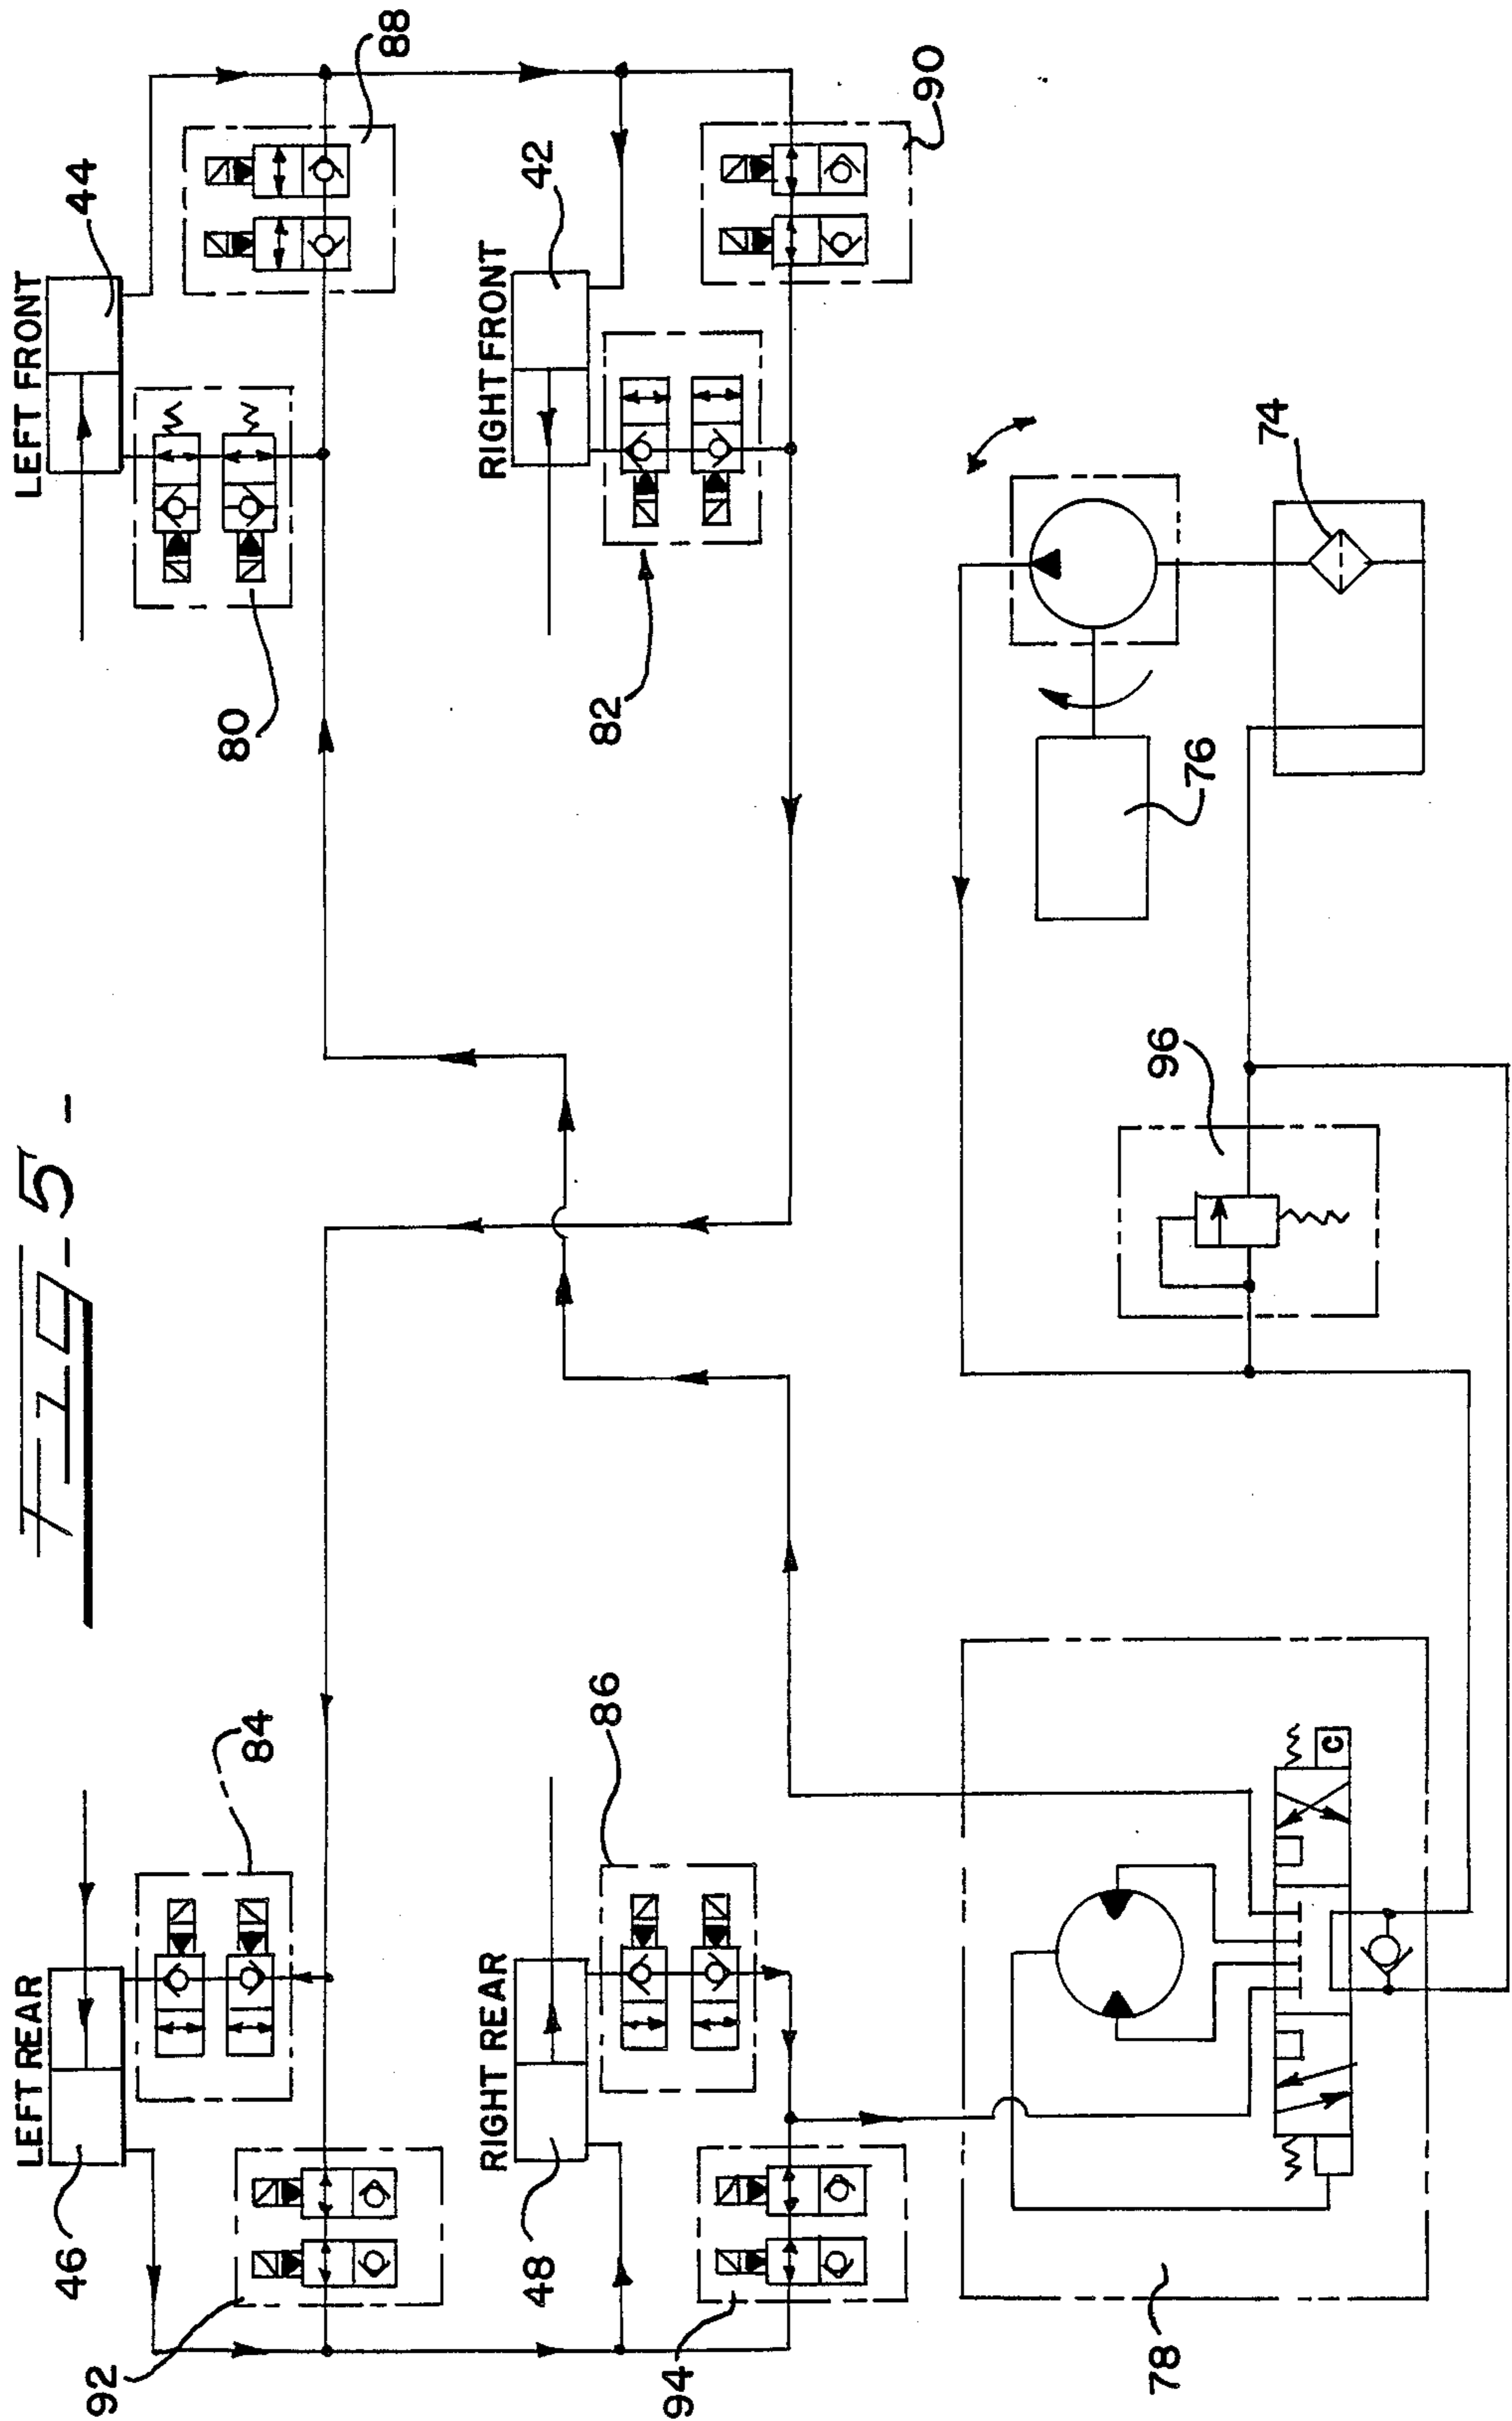 Fig-5-
LEFT REAR
46
84
92
RIGHT REAR
48
86
94
78
C
LEFT FRONT
44
80
88
RIGHT FRONT
42
82
90
96
76
74